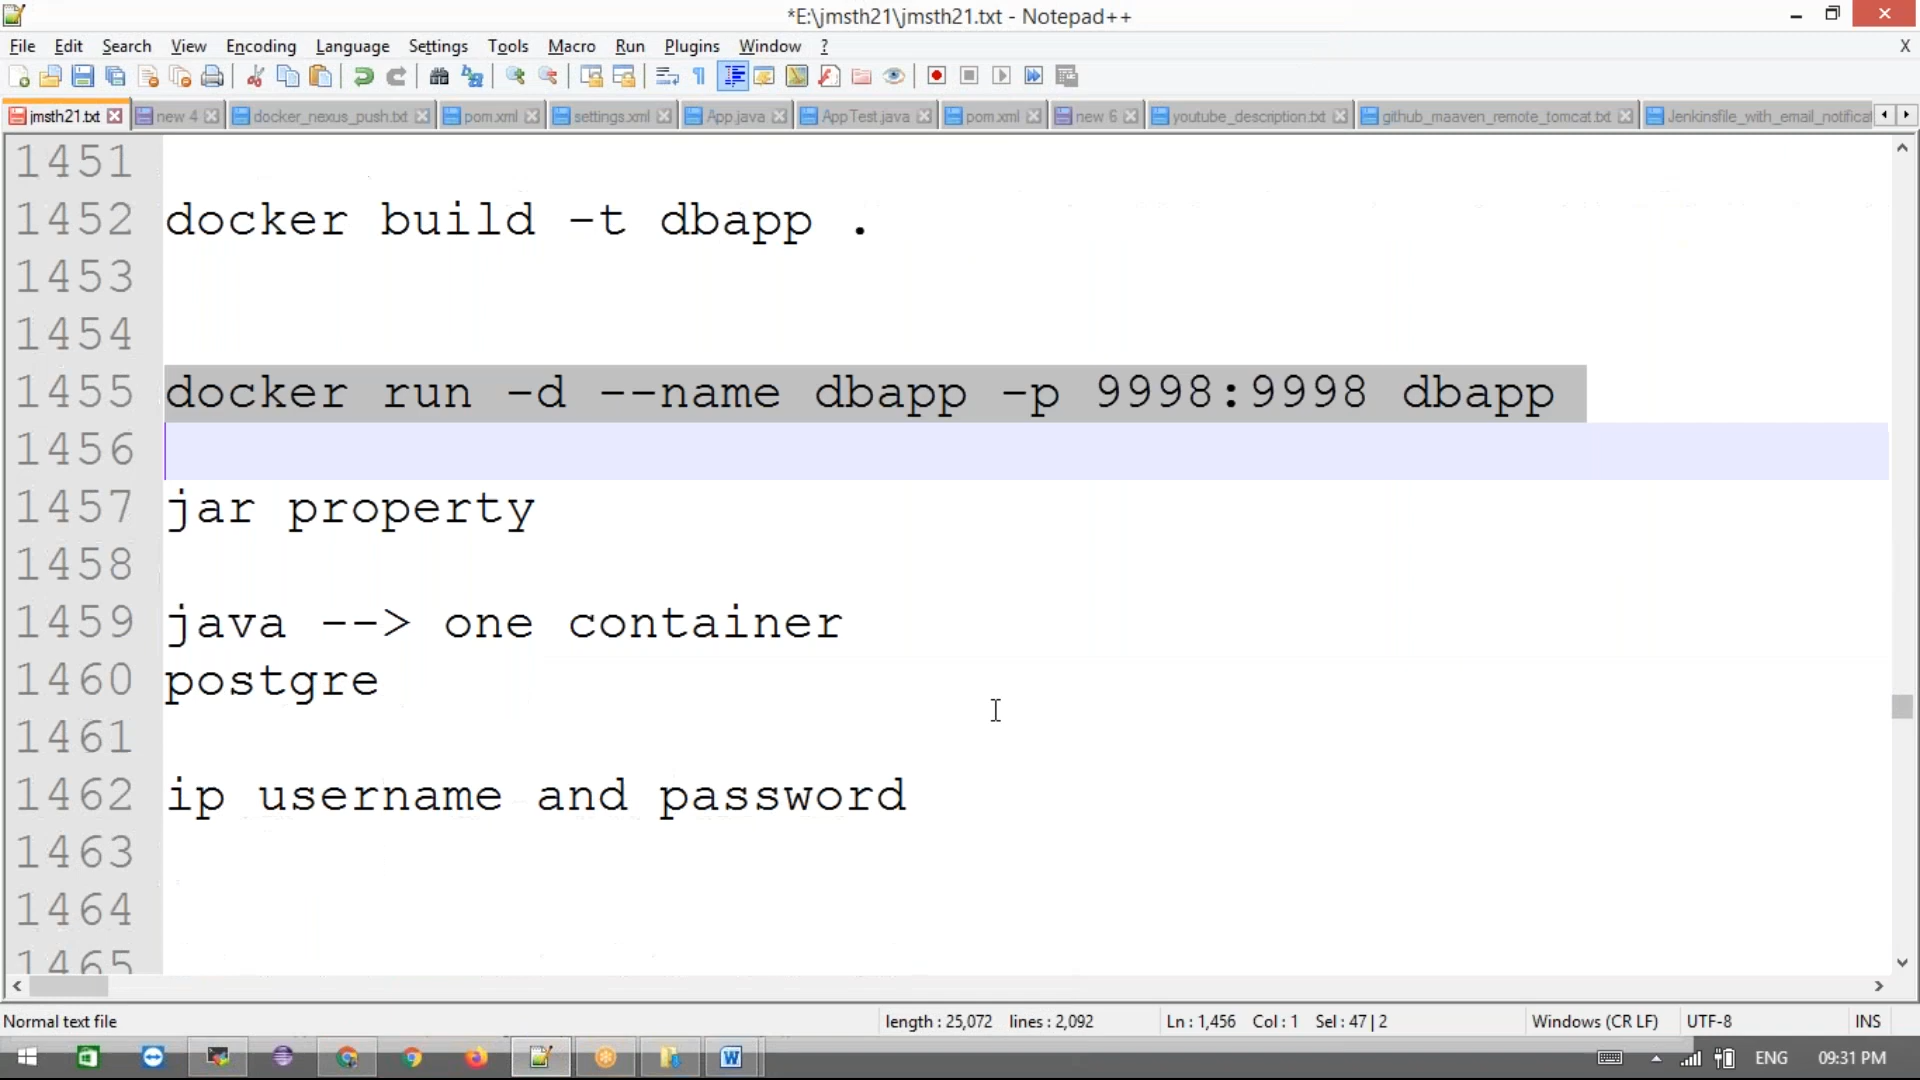 *E:\jmsth21\jmsth21.txt - Notepad++
File Edit Search View Encoding Language Settings Tools Macro Run Plugins Window ? X
jmsth21.txt new 4 docker_nexus_push.txt pom.xml settings.xml App.java AppTest.java pom.xml new 6 youtube_description.txt github_maaven_remote_tomcat.txt Jenkinsfile_with_email_notificat
1451
1452 docker build -t dbapp .
1453
1454
1455 docker run -d --name dbapp -p 9998:9998 dbapp
1456
1457 jar property
1458
1459 java --> one container
1460 postgre
1461
1462 ip username and password
1463
1464
1465
Normal text file length : 25,072 lines : 2,092 Ln : 1,456 Col : 1 Sel : 47 | 2 Windows (CR LF) UTF-8 INS
ENG 09:31 PM